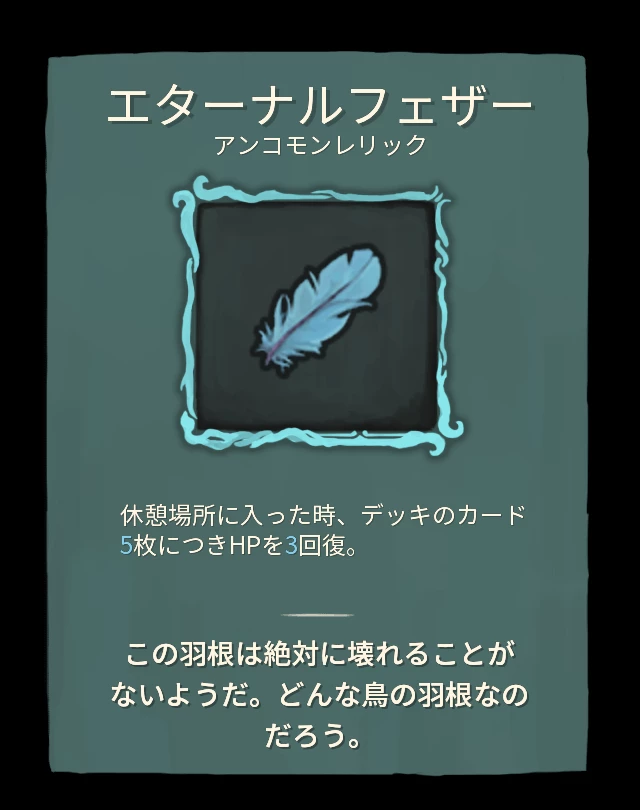 エターナルフェザー
アンコモンレリック
休憩場所に入った時、デッキのカード
5枚につきHPを3回復。
この羽根は絶対に壊れることが
ないようだ。どんな鳥の羽根なの
だろう。